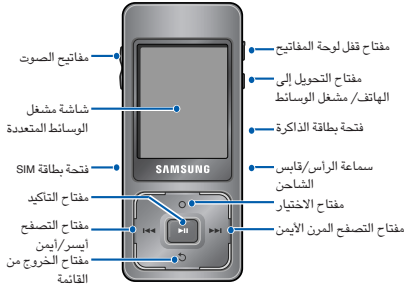 مفتاح قفل لوحة المفاتيح
مفتاح التحويل إلى
الهاتف/ مشغل الوسائط
فتحة بطاقة الذاكرة
سماعة الرأس/قابس
الشاحن
مفتاح الاختيار
مفتاح التصفح المرن الأيمن
مفاتيح الصوت
شاشة مشغل
الوسائط المتعددة
فتحة بطاقة SIM
مفتاح التأكيد
مفتاح التصفح
أيسر/أيمن
مفتاح الخروج من
القائمة
SAMSUNG